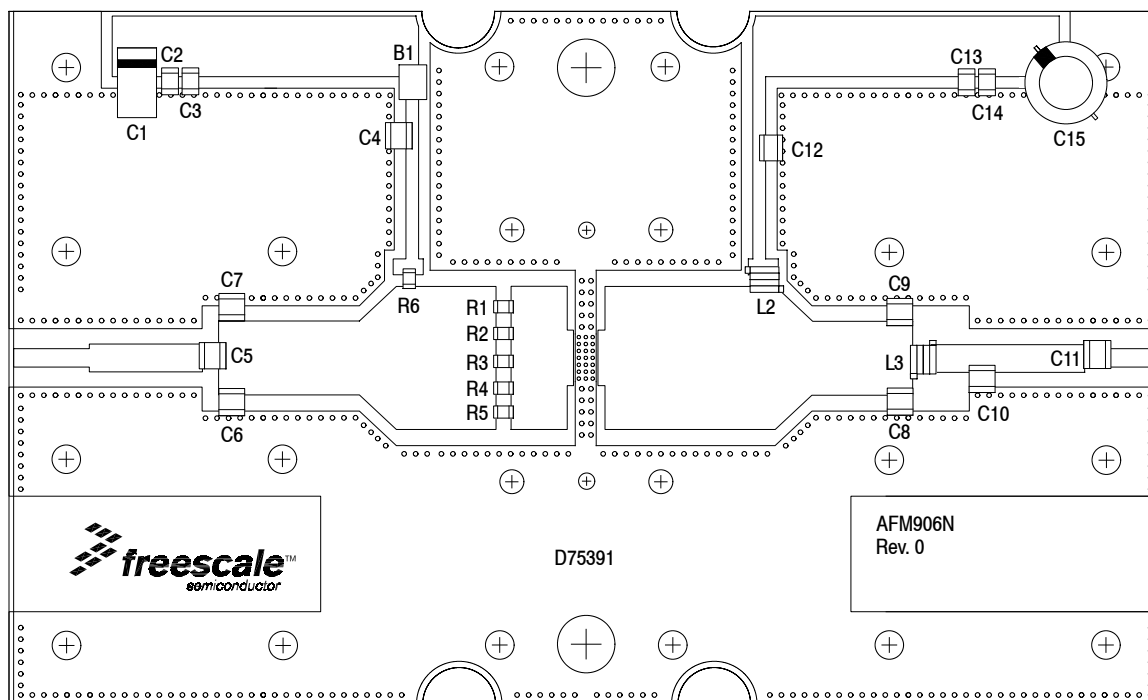 C2
B1
C13
C3
C14
C1
C4
C12
C15
C7
R6
L2
C9
R1
R2
C5
R3
L3
C11
R4
R5
C6
C8
C10
freescale™
semiconductor
D75391
AFM906N
Rev. 0